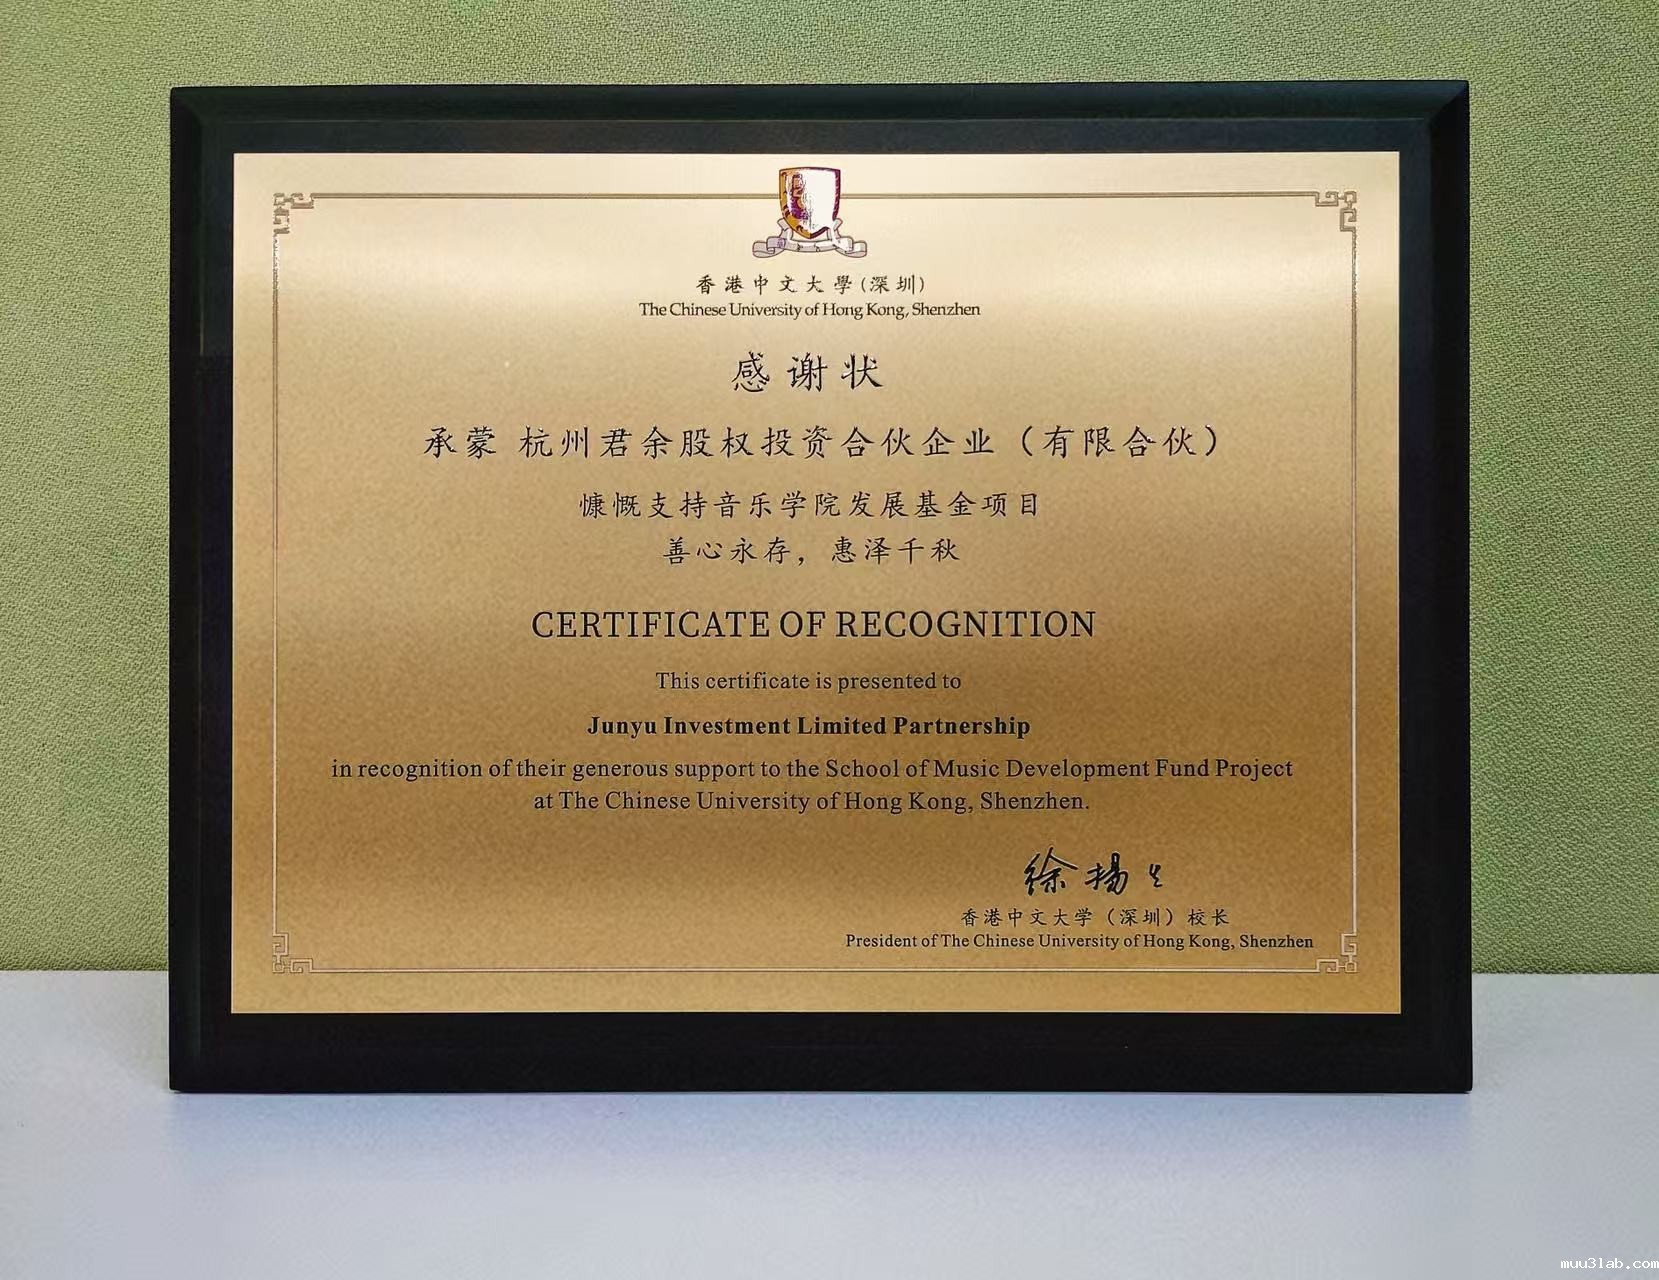 香港中文大學(深圳)
The Chinese University of Hong Kong, Shenzhen
感谢状
承蒙 杭州君余股权投资合伙企业（有限合伙）
慷慨支持音乐学院发展基金项目
善心永存，惠泽千秋
CERTIFICATE OF RECOGNITION
This certificate is presented to
Junyu Investment Limited Partnership
in recognition of their generous support to the School of Music Development Fund Project
at The Chinese University of Hong Kong, Shenzhen.
徐扬生
香港中文大学（深圳）校长
President of The Chinese University of Hong Kong, Shenzhen
muu3lab.com